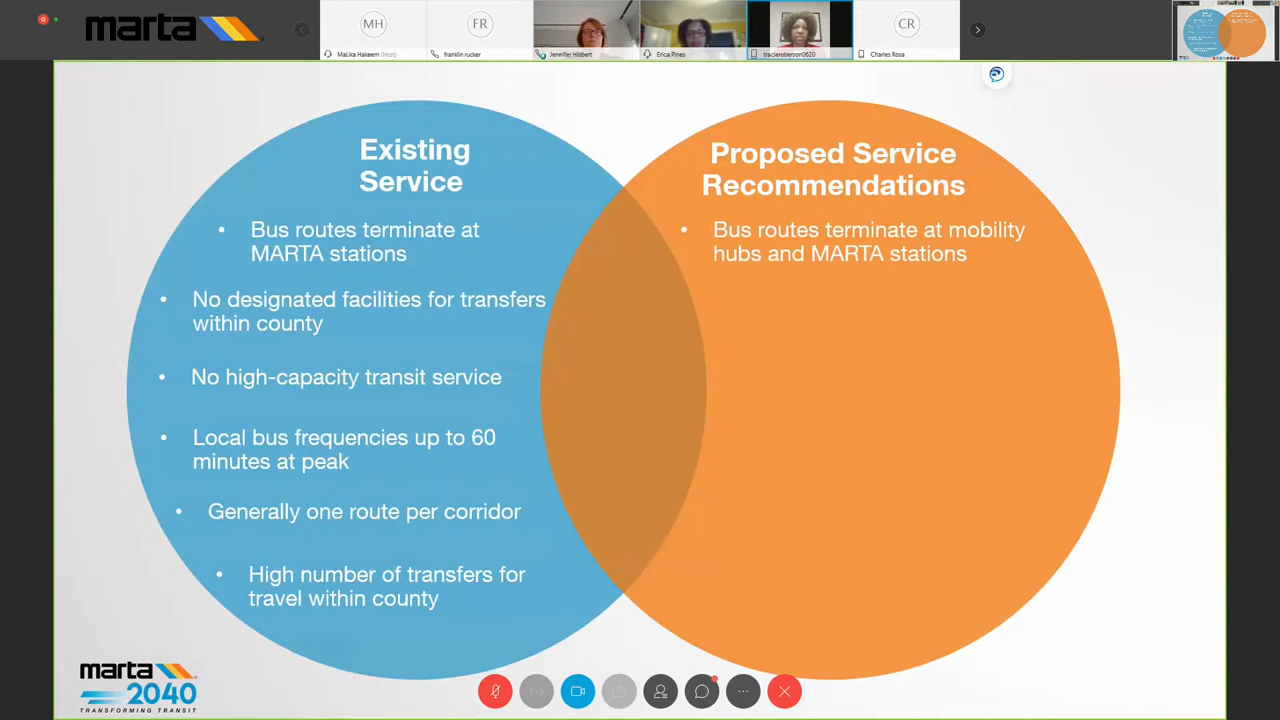 marta
MH
FR
CR
Malika Hakeem (Host)
franklin rucker
Jennifer Hibbert
Erica Pines
tracieroberson0620
Charles Rosa
Existing
Service
• Bus routes terminate at
MARTA stations
• No designated facilities for transfers
within county
• No high-capacity transit service
• Local bus frequencies up to 60
minutes at peak
• Generally one route per corridor
• High number of transfers for
travel within county
Proposed Service
Recommendations
• Bus routes terminate at mobility
hubs and MARTA stations
marta
2040
TRANSFORMING TRANSIT